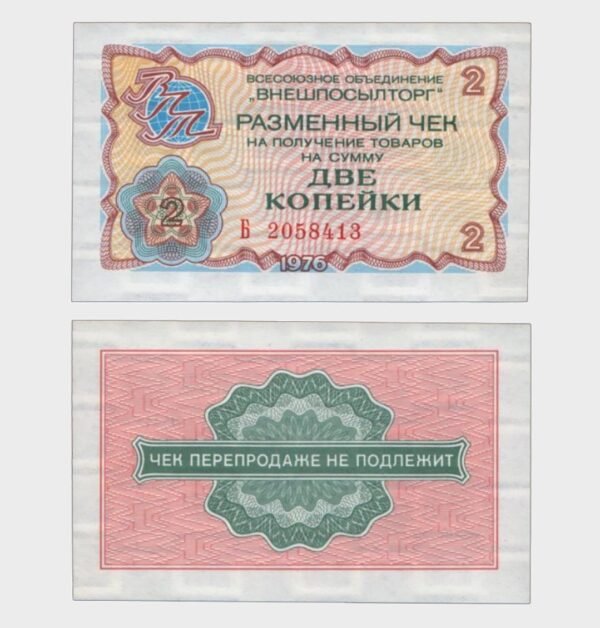 ВПТ
ВСЕСОЮЗНОЕ ОБЪЕДИНЕНИЕ
„ВНЕШПОСЫЛТОРГ"
2
РАЗМЕННЫЙ ЧЕК
НА ПОЛУЧЕНИЕ ТОВАРОВ
НА СУММУ
ДВЕ
КОПЕЙКИ
2
Б 2058413
2
1976
ЧЕК ПЕРЕПРОДАЖЕ НЕ ПОДЛЕЖИТ